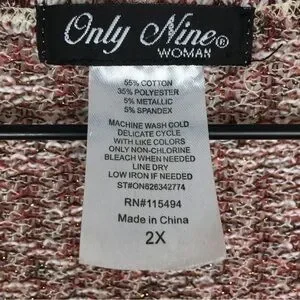 Only Nine®
WOMAN
55% COTTON
35% POLYESTER
5% METALLIC
5% SPANDEX
MACHINE WASH COLD
DELICATE CYCLE
WITH LIKE COLORS
ONLY NON-CHLORINE
BLEACH WHEN NEEDED
LINE DRY
LOW IRON IF NEEDED
ST#ON626342774
RN#115494
Made in China
2X